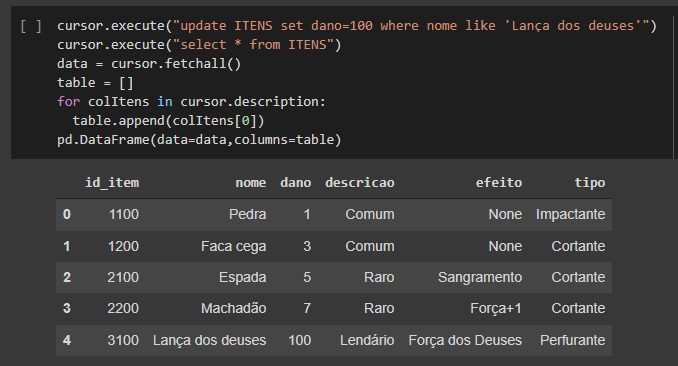 [ ] cursor.execute("update ITENS set dano=100 where nome like 'Lança dos deuses'")
cursor.execute("select * from ITENS")
data = cursor.fetchall()
table = []
for colItens in cursor.description:
  table.append(colItens[0])
pd.DataFrame(data=data,columns=table)
id_item nome dano descricao efeito tipo
0 1100 Pedra 1 Comum None Impactante
1 1200 Faca cega 3 Comum None Cortante
2 2100 Espada 5 Raro Sangramento Cortante
3 2200 Machadão 7 Raro Força+1 Cortante
4 3100 Lança dos deuses 100 Lendário Força dos Deuses Perfurante